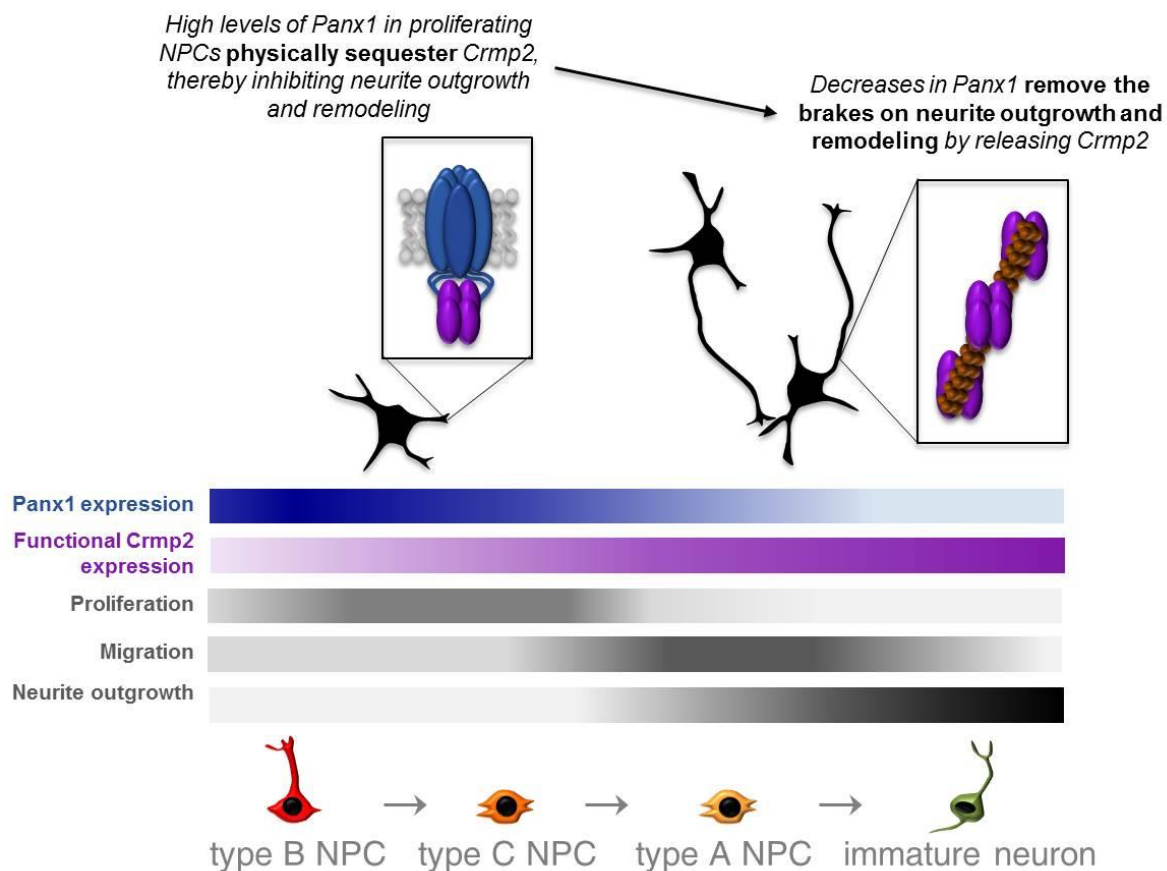 High levels of Panx1 in proliferating
NPCs physically sequester Crmp2,
thereby inhibiting neurite outgrowth
and remodeling
Decreases in Panx1 remove the
brakes on neurite outgrowth and
remodeling by releasing Crmp2
Panx1 expression
Functional Crmp2
expression
Proliferation
Migration
Neurite outgrowth
type B NPC → type C NPC → type A NPC → immature neuron